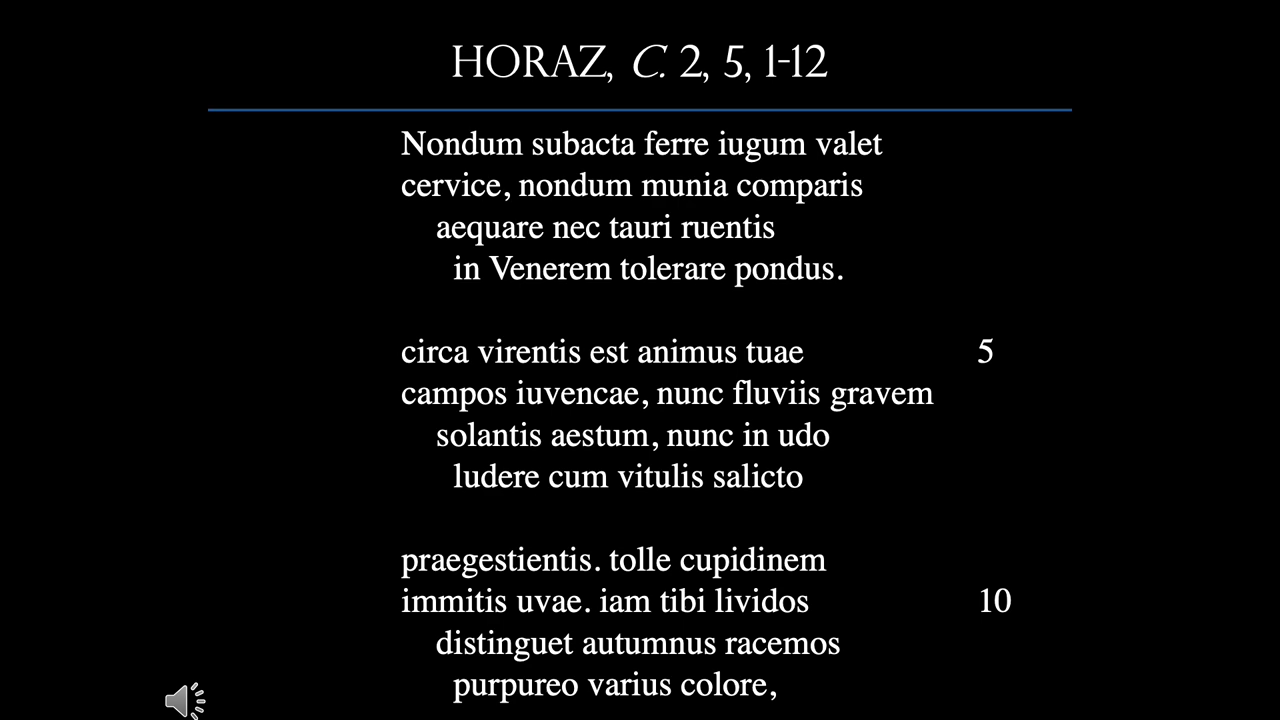 HORAZ, C. 2, 5, 1-12
Nondum subacta ferre iugum valet
cervice, nondum munia comparis
aequare nec tauri ruentis
in Venerem tolerare pondus.
circa virentis est animus tuae 5
campos iuvencae, nunc fluviis gravem
solantis aestum, nunc in udo
ludere cum vitulis salicto
praegestientis. tolle cupidinem
immitis uvae. iam tibi lividos 10
distinguet autumnus racemos
purpureo varius colore,